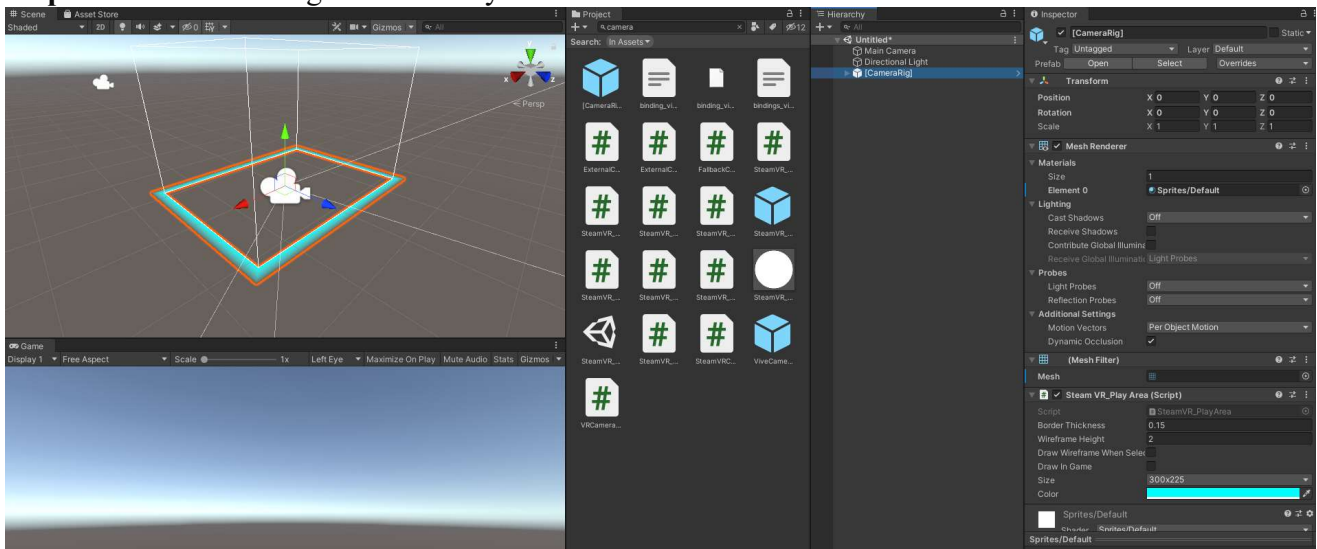 Scene Asset Store
Shaded 2D 0 Gizmos All
y
x z
Persp
Game
Display 1 Free Aspect Scale 1x Left Eye Maximize On Play Mute Audio Stats Gizmos
Project
camera 12
Search: In Assets
[CameraRi... binding_vi... binding_vi... bindings_vi...
ExternalC... ExternalC... FallbackC... SteamVR_...
SteamVR_... SteamVR_... SteamVR_... SteamVR_...
SteamVR_... SteamVR_... SteamVR_... SteamVR_...
SteamVR_... SteamVR_... SteamVRC... ViveCame...
VRCamera...
Hierarchy
All
Untitled*
Main Camera
Directional Light
[CameraRig]
Inspector
[CameraRig] Static
Tag Untagged Layer Default
Prefab Open Select Overrides
Transform
Position X 0 Y 0 Z 0
Rotation X 0 Y 0 Z 0
Scale X 1 Y 1 Z 1
Mesh Renderer
Materials
Size 1
Element 0 Sprites/Default
Lighting
Cast Shadows Off
Receive Shadows
Contribute Global Illumina
Receive Global Illuminati Light Probes
Probes
Light Probes Off
Reflection Probes Off
Additional Settings
Motion Vectors Per Object Motion
Dynamic Occlusion
(Mesh Filter)
Mesh
Steam VR_Play Area (Script)
Script SteamVR_PlayArea
Border Thickness 0.15
Wireframe Height 2
Draw Wireframe When Selec
Draw In Game
Size 300x225
Color
Sprites/Default
Shader Sprites/Default
Sprites/Default